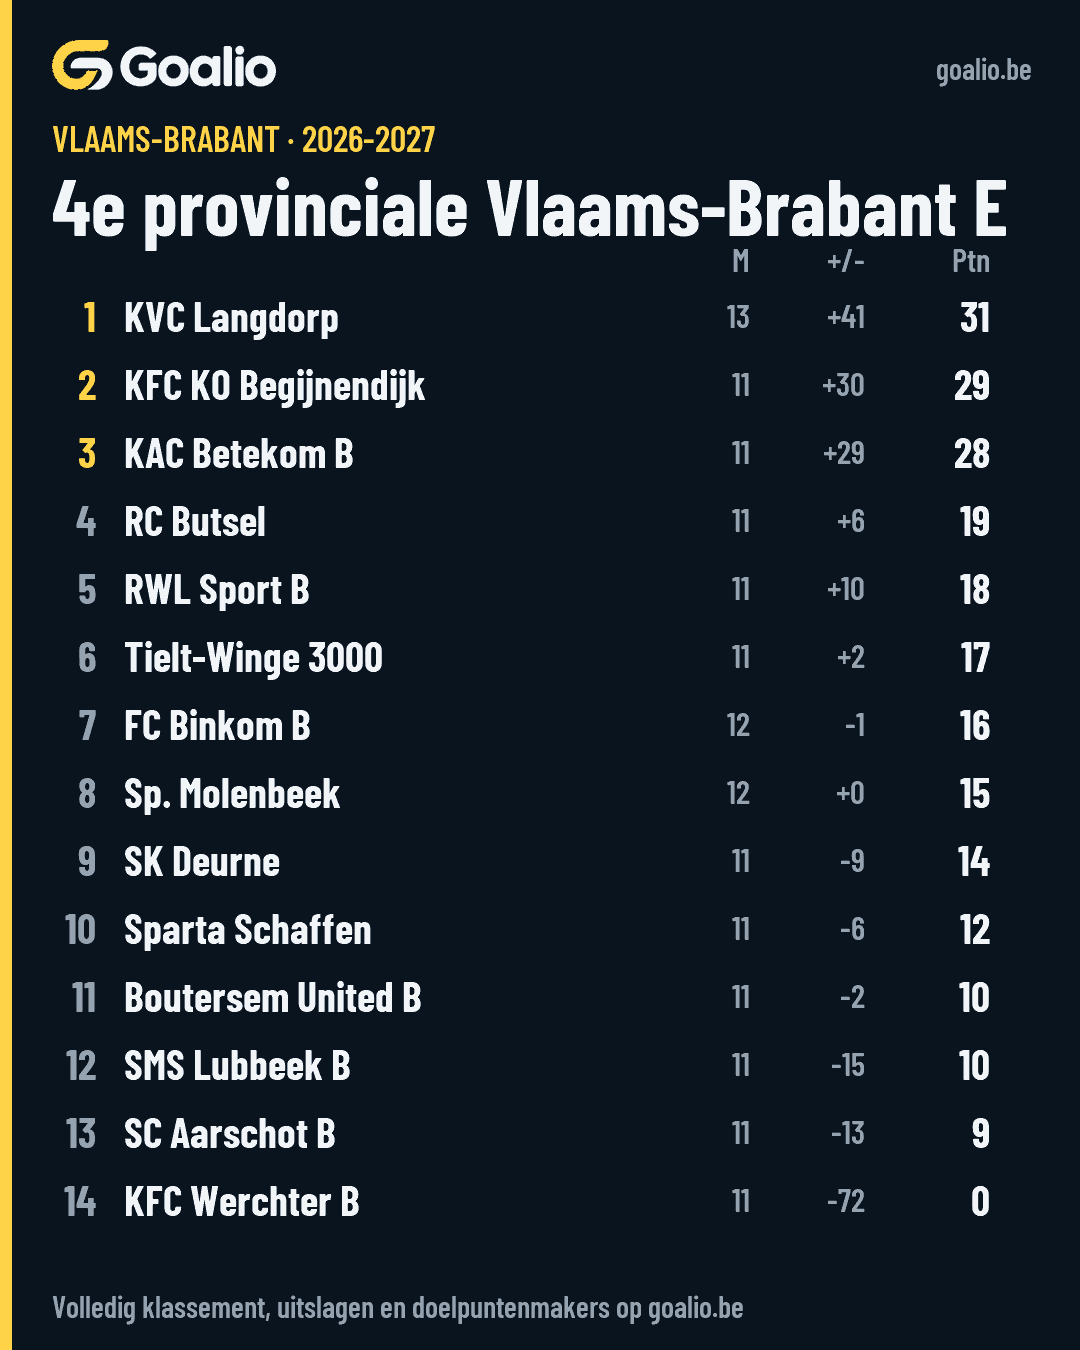 Goalio
goalio.be
VLAAMS-BRABANT · 2026-2027
4e provinciale Vlaams-Brabant E
M +/- Ptn
1 KVC Langdorp 13 +41 31
2 KFC KO Begijnendijk 11 +30 29
3 KAC Betekom B 11 +29 28
4 RC Butsel 11 +6 19
5 RWL Sport B 11 +10 18
6 Tielt-Winge 3000 11 +2 17
7 FC Binkom B 12 -1 16
8 Sp. Molenbeek 12 +0 15
9 SK Deurne 11 -9 14
10 Sparta Schaffen 11 -6 12
11 Boutersem United B 11 -2 10
12 SMS Lubbeek B 11 -15 10
13 SC Aarschot B 11 -13 9
14 KFC Werchter B 11 -72 0
Volledig klassement, uitslagen en doelpuntenmakers op goalio.be